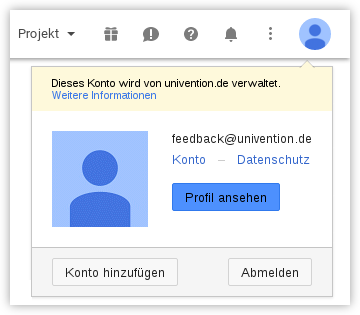 Projekt
Dieses Konto wird von univention.de verwaltet.
Weitere Informationen
feedback@univention.de
Konto – Datenschutz
Profil ansehen
Konto hinzufügen Abmelden